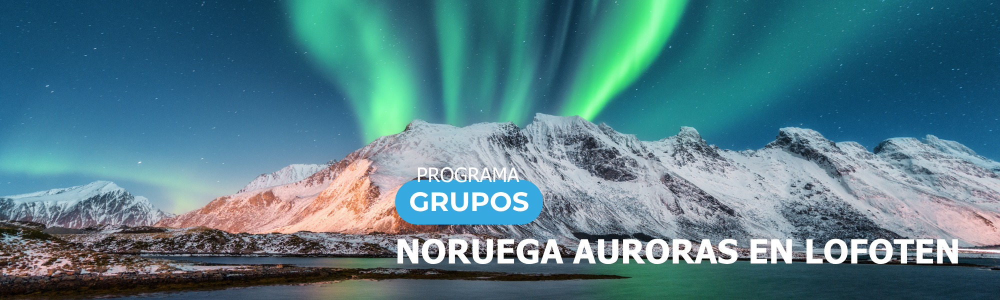 PROGRAMA
GRUPOS
NORUEGA AURORAS EN LOFOTEN